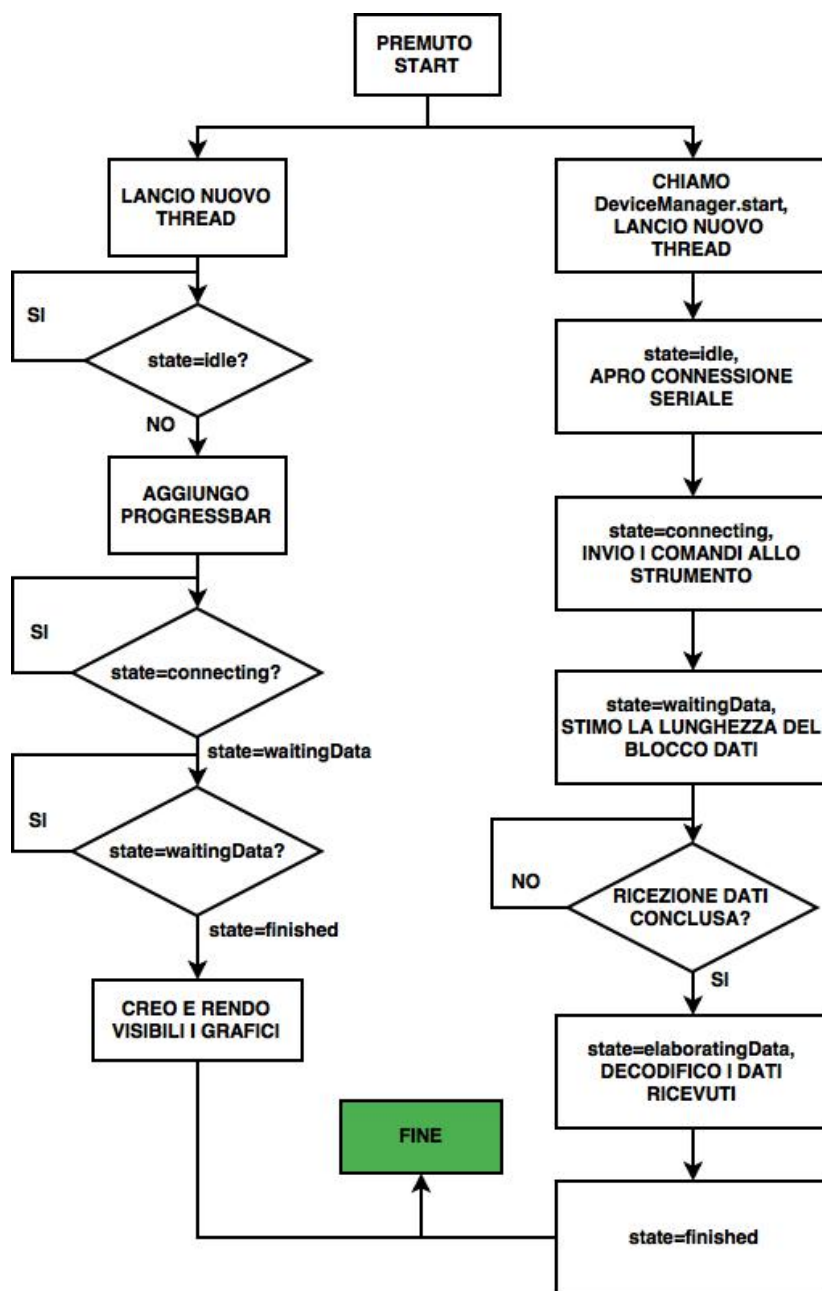 PREMUTO
START
LANCIO NUOVO
THREAD
SI
state=idle?
NO
AGGIUNGO
PROGRESSBAR
SI
state=connecting?
state=waitingData
SI
state=waitingData?
state=finished
CREO E RENDO
VISIBILI I GRAFICI
CHIAMO
DeviceManager.start,
LANCIO NUOVO
THREAD
state=idle,
APRO CONNESSIONE
SERIALE
state=connecting,
INVIO I COMANDI ALLO
STRUMENTO
state=waitingData,
STIMO LA LUNGHEZZA DEL
BLOCCO DATI
NO
RICEZIONE DATI
CONCLUSA?
SI
state=elaboratingData,
DECODIFICO I DATI
RICEVUTI
state=finished
FINE